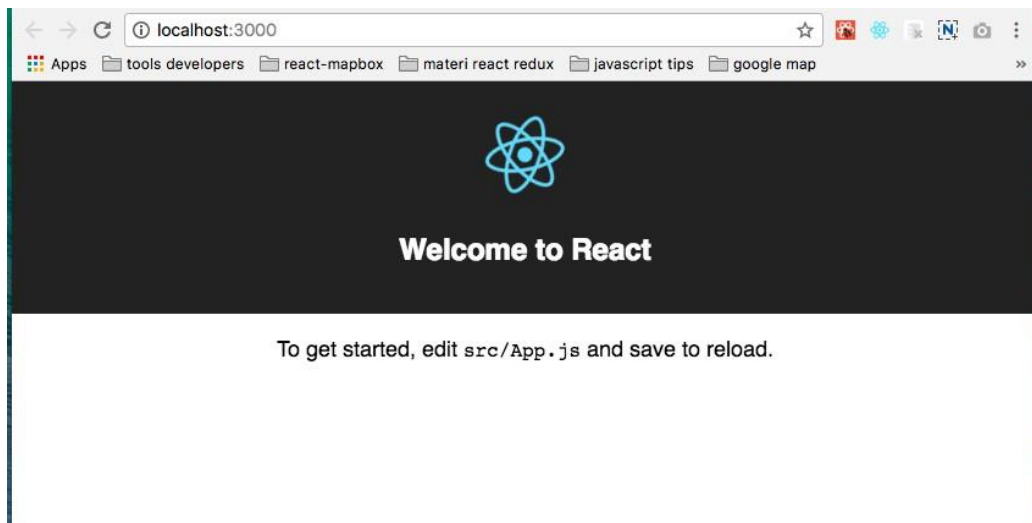 localhost:3000
Apps tools developers react-mapbox materi react redux javascript tips google map »
Welcome to React
To get started, edit src/App.js and save to reload.